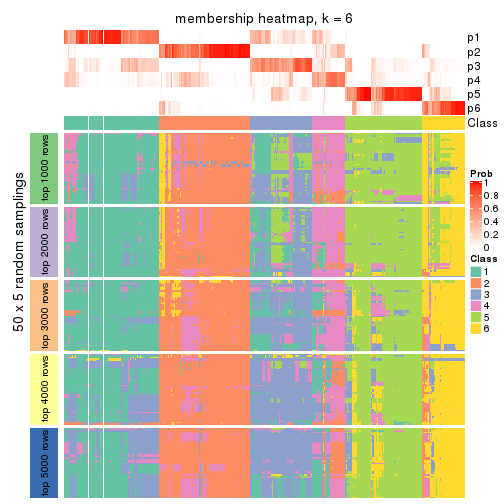 membership heatmap, k = 6
p1
p2
p3
p4
p5
p6
Class
50 x 5 random samplings
top 1000 rows
top 2000 rows
top 3000 rows
top 4000 rows
top 5000 rows
Prob
1
0.8
0.6
0.4
0.2
0
Class
1
2
3
4
5
6